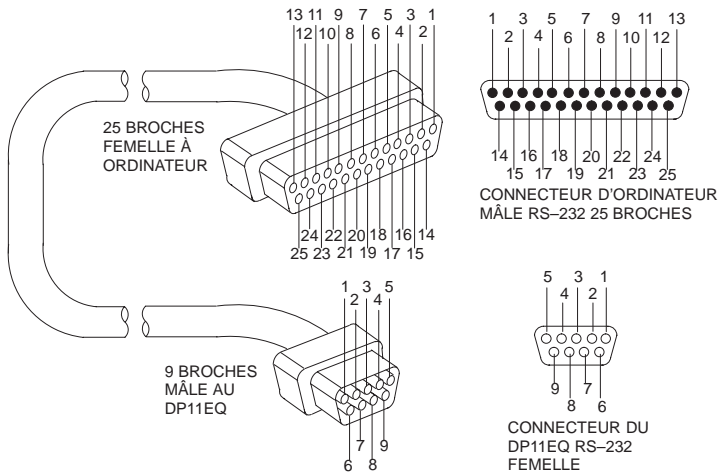 13 11 9 7 5 3 1
12 10 8 6 4 2
25 BROCHES
FEMELLE À
ORDINATEUR
24 22 20 18 16 14
25 23 21 19 17 15
1 3 5 7 9 11 13
2 4 6 8 10 12
14 16 18 20 22 24
15 17 19 21 23 25
CONNECTEUR D'ORDINATEUR
MÂLE RS–232 25 BROCHES
1 3 5
2 4
9 BROCHES
MÂLE AU
DP11EQ
6 7 8 9
5 3 1
4 2
9 7
8 6
CONNECTEUR DU
DP11EQ RS–232
FEMELLE